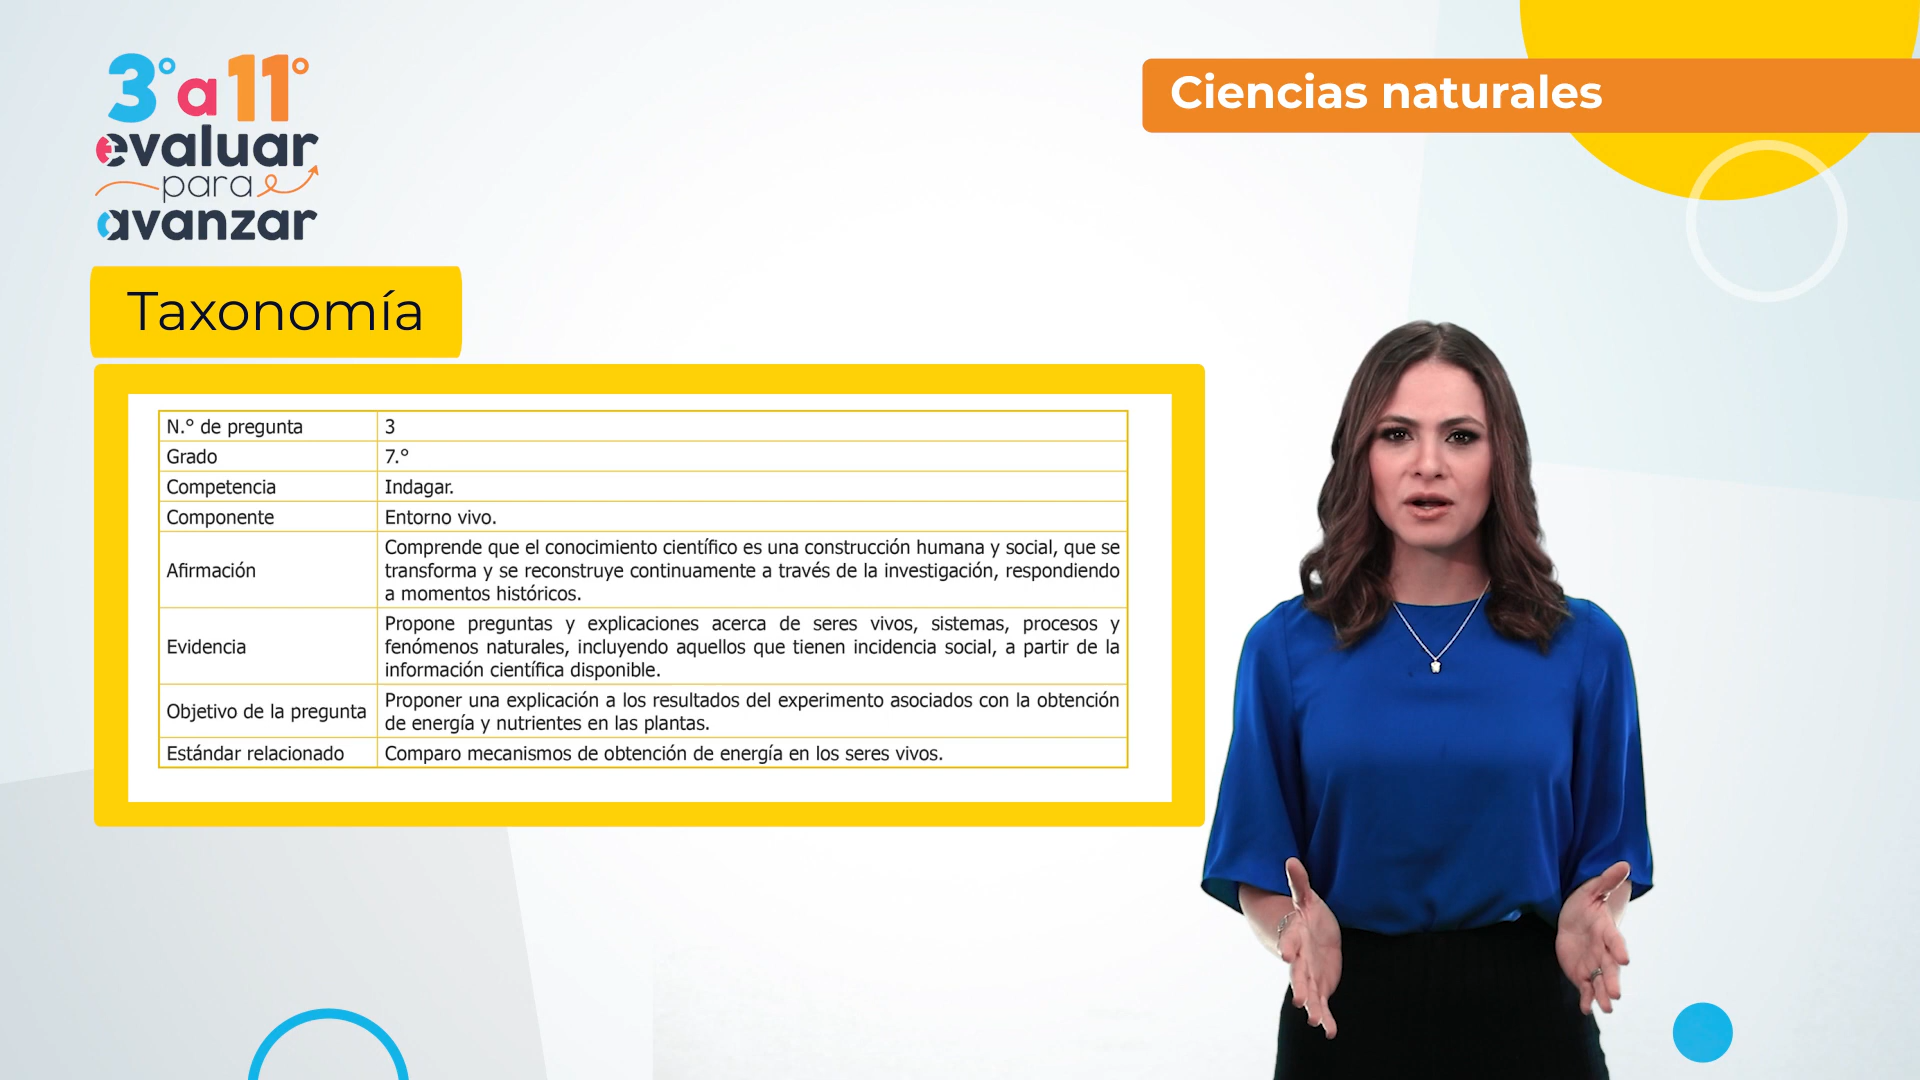 3° a 11°
evaluar
para
avanzar
Ciencias naturales
Taxonomía
N.° de pregunta 3
Grado 7.°
Competencia Indagar.
Componente Entorno vivo.
Afirmación Comprende que el conocimiento científico es una construcción humana y social, que se
transforma y se reconstruye continuamente a través de la investigación, respondiendo
a momentos históricos.
Evidencia Propone preguntas y explicaciones acerca de seres vivos, sistemas, procesos y
fenómenos naturales, incluyendo aquellos que tienen incidencia social, a partir de la
información científica disponible.
Objetivo de la pregunta Proponer una explicación a los resultados del experimento asociados con la obtención
de energía y nutrientes en las plantas.
Estándar relacionado Comparo mecanismos de obtención de energía en los seres vivos.